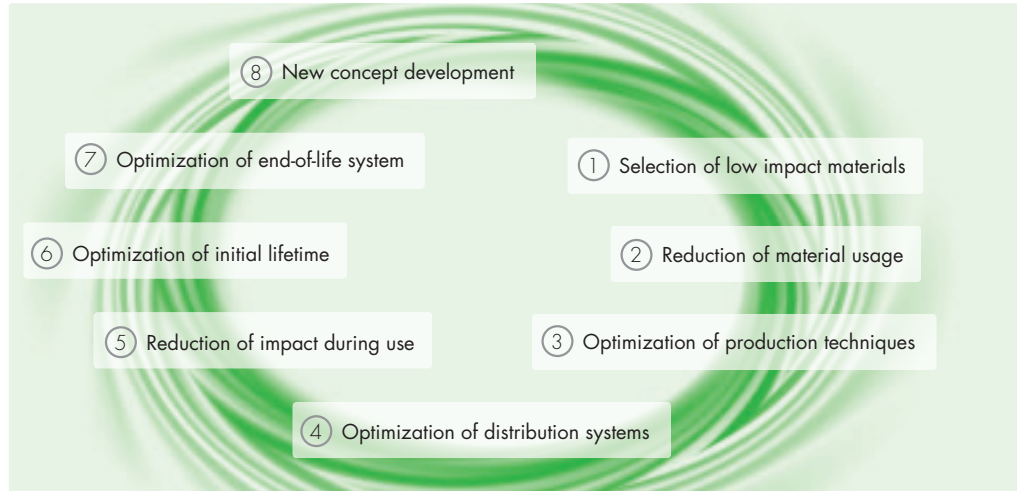 8 New concept development
7 Optimization of end-of-life system
1 Selection of low impact materials
6 Optimization of initial lifetime
2 Reduction of material usage
5 Reduction of impact during use
3 Optimization of production techniques
4 Optimization of distribution systems